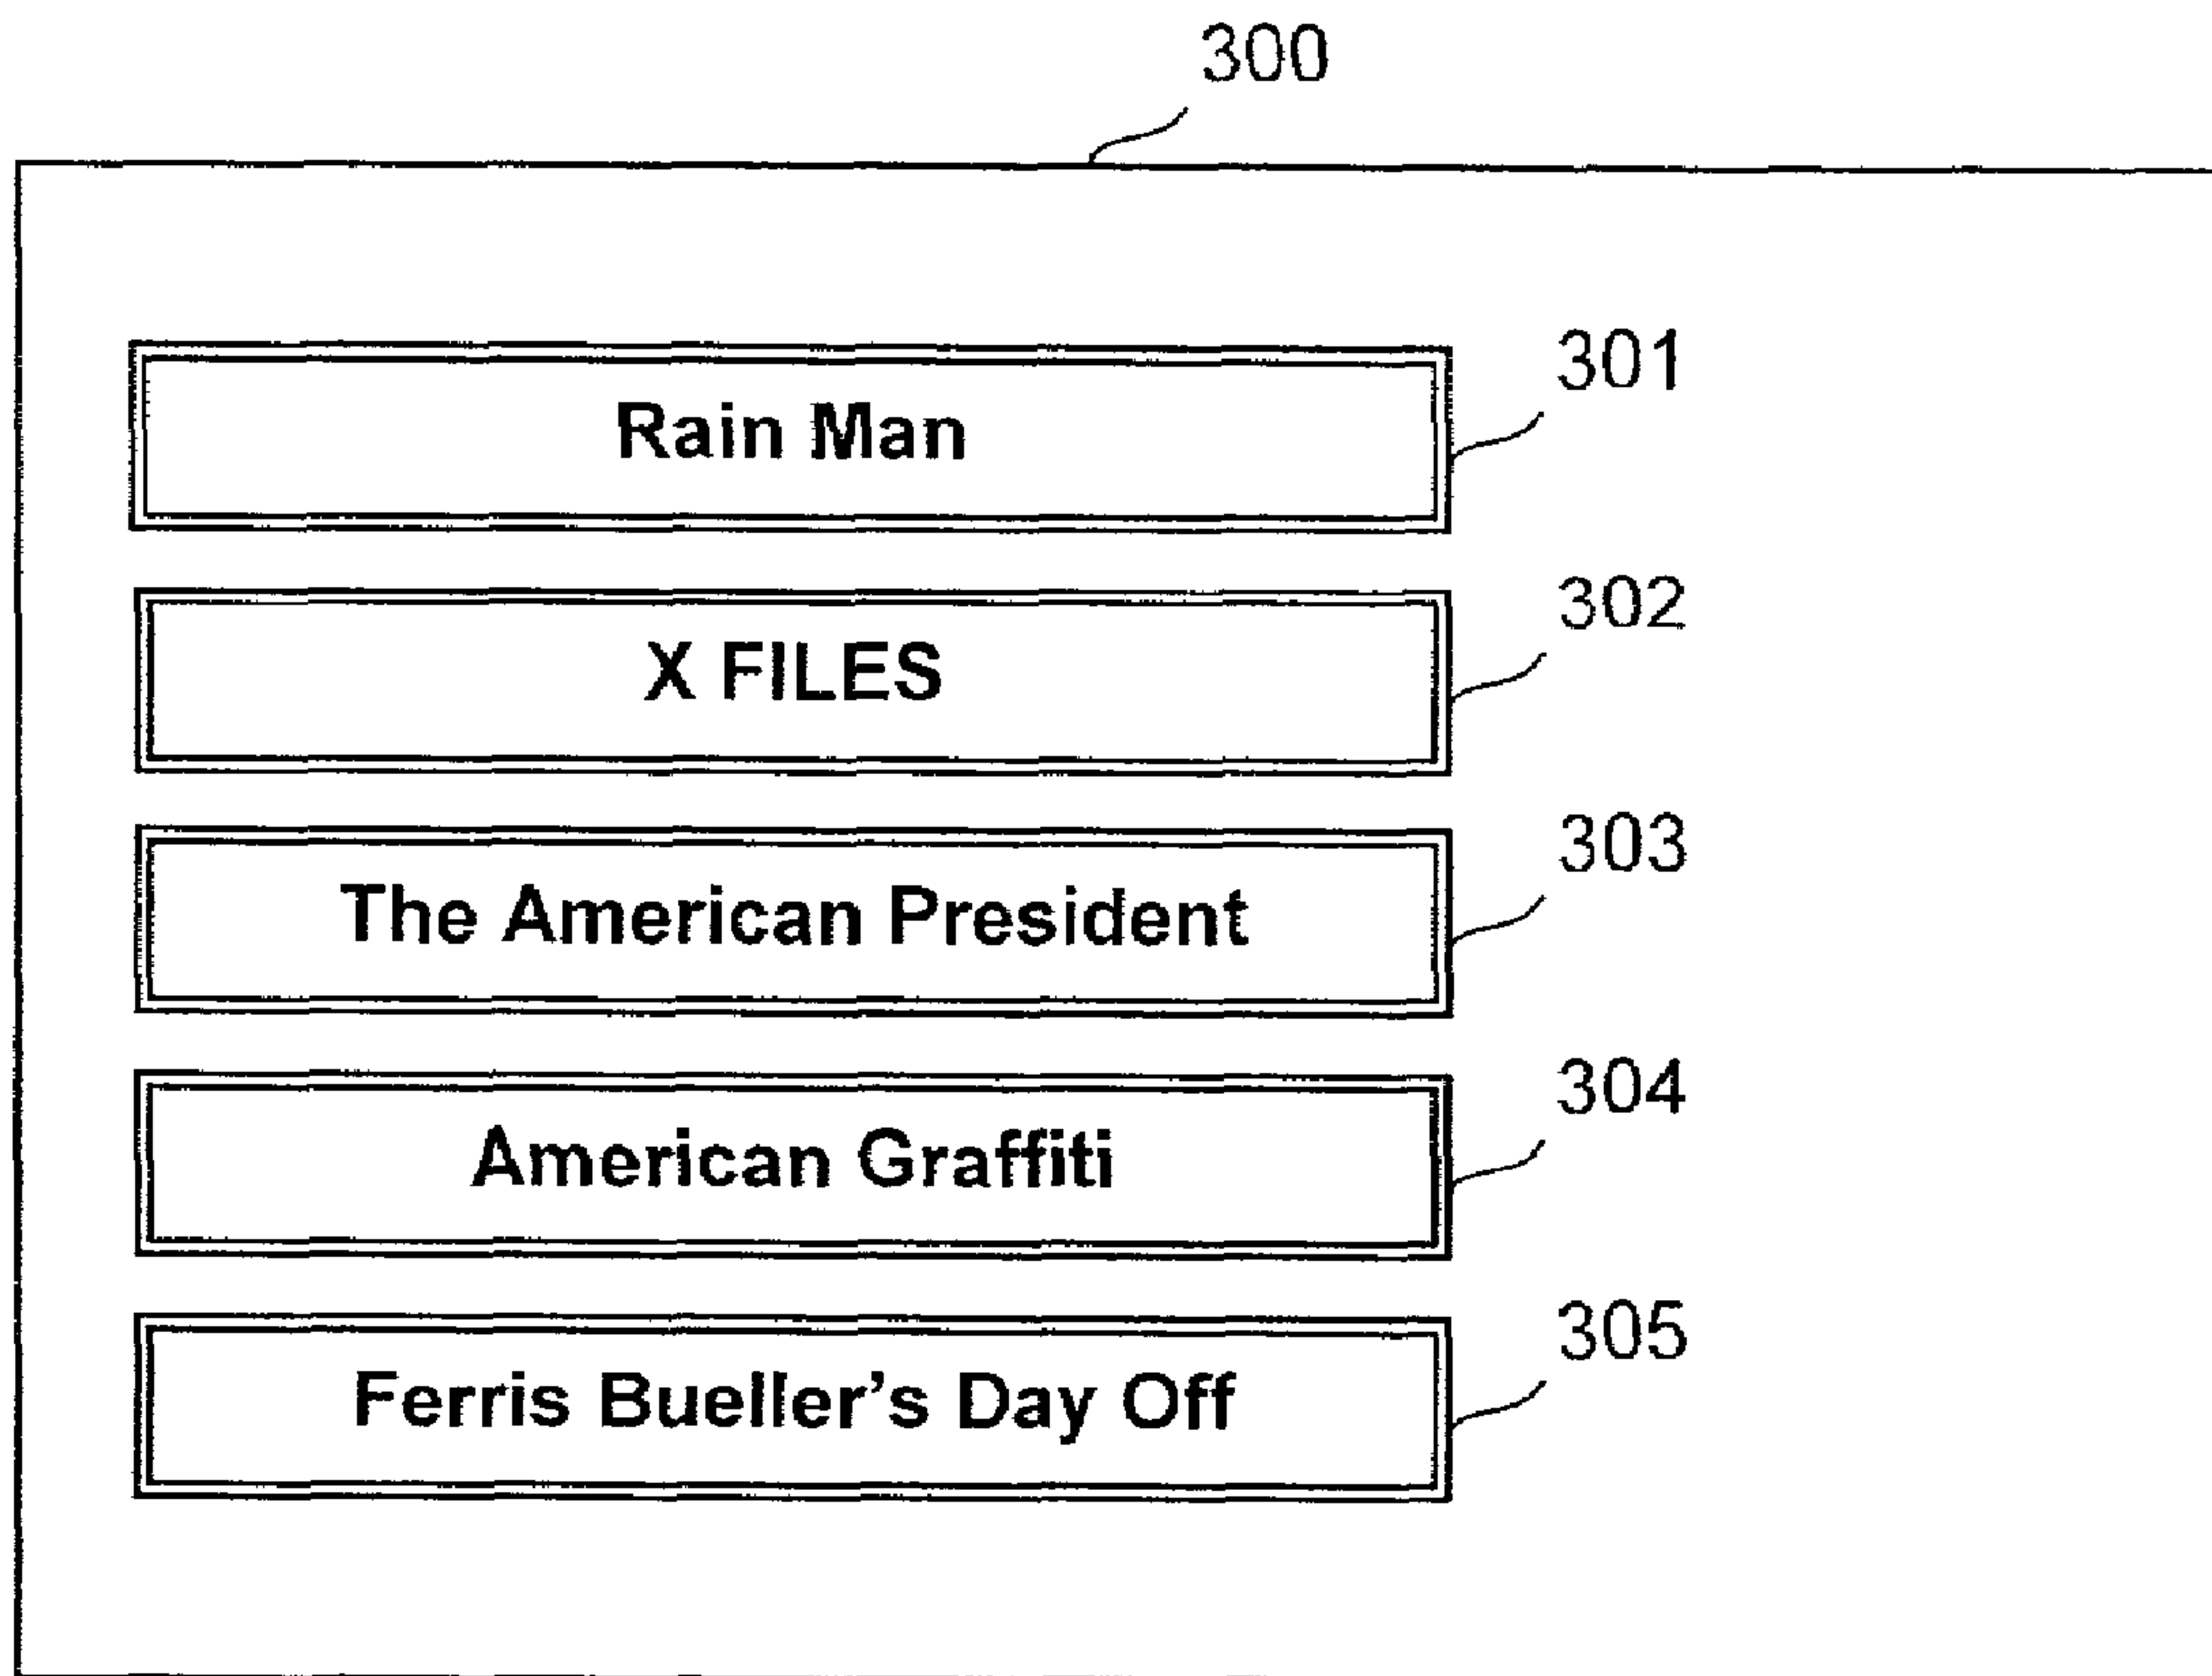 300
Rain Man 301
X FILES 302
The American President 303
American Graffiti 304
Ferris Bueller’s Day Off 305